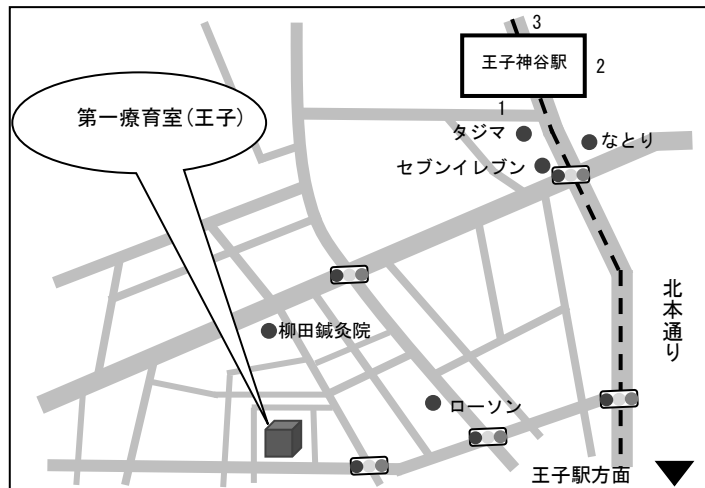 3
王子神谷駅
2
1
第一療育室(王子)
タジマ
なとり
セブンイレブン
北本通り
柳田鍼灸院
ローソン
王子駅方面